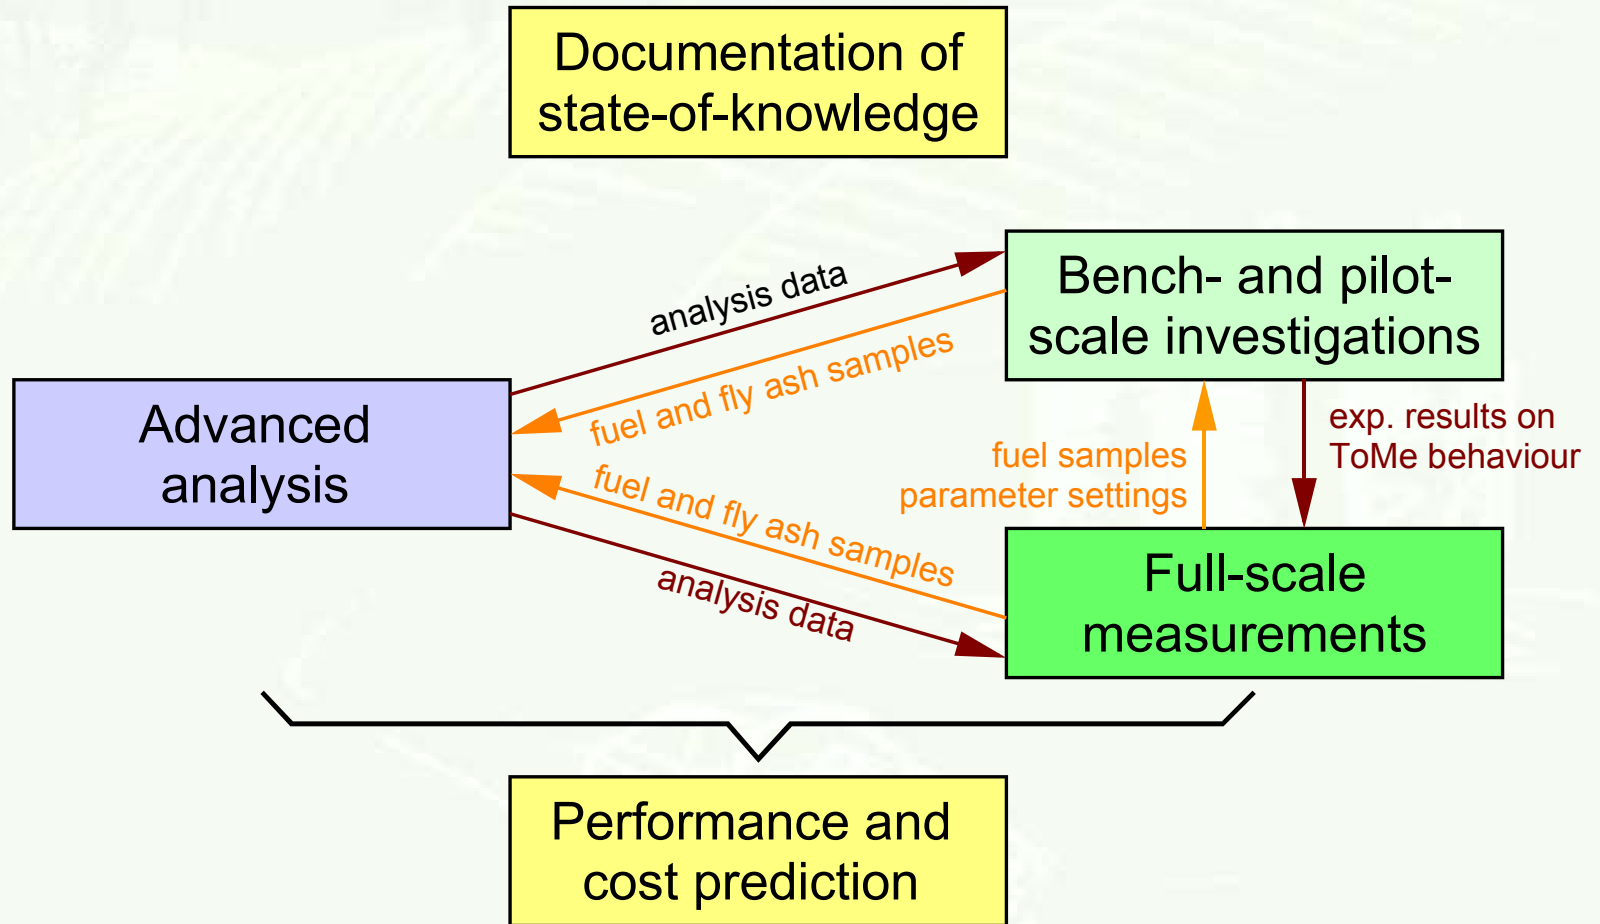 Documentation of
state-of-knowledge
analysis data
Bench- and pilot-
scale investigations
fuel and fly ash samples
Advanced
analysis
exp. results on
ToMe behaviour
fuel samples
parameter settings
fuel and fly ash samples
analysis data
Full-scale
measurements
Performance and
cost prediction